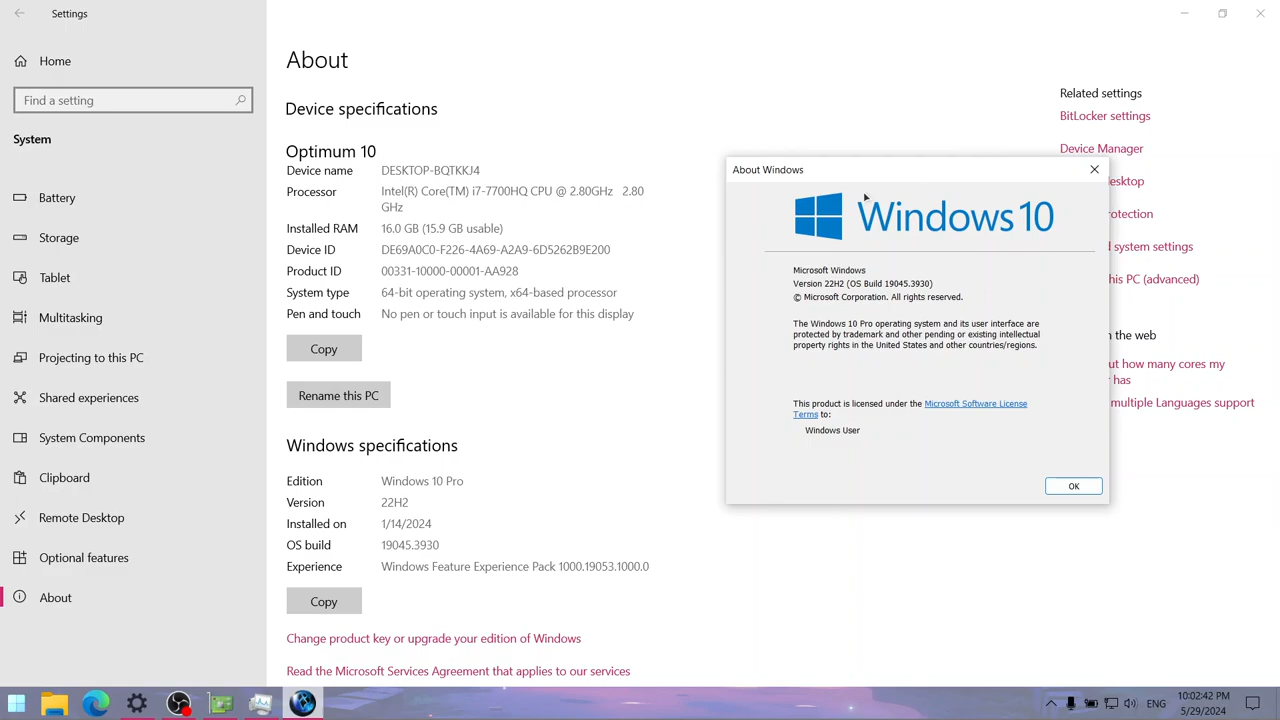 Settings
Home
Find a setting
System
Battery
Storage
Tablet
Multitasking
Projecting to this PC
Shared experiences
System Components
Clipboard
Remote Desktop
Optional features
About
About
Device specifications
Optimum 10
Device name DESKTOP-BQTKKJ4
Processor Intel(R) Core(TM) i7-7700HQ CPU @ 2.80GHz 2.80
GHz
Installed RAM 16.0 GB (15.9 GB usable)
Device ID DE69A0C0-F226-4A69-A2A9-6D5262B9E200
Product ID 00331-10000-00001-AA928
System type 64-bit operating system, x64-based processor
Pen and touch No pen or touch input is available for this display
Copy
Rename this PC
Windows specifications
Edition Windows 10 Pro
Version 22H2
Installed on 1/14/2024
OS build 19045.3930
Experience Windows Feature Experience Pack 1000.19053.1000.0
Copy
Change product key or upgrade your edition of Windows
Read the Microsoft Services Agreement that applies to our services
About Windows
Windows 10
Microsoft Windows
Version 22H2 (OS Build 19045.3930)
© Microsoft Corporation. All rights reserved.
The Windows 10 Pro operating system and its user interface are
protected by trademark and other pending or existing intellectual
property rights in the United States and other countries/regions.
This product is licensed under the Microsoft Software License
Terms to:
Windows User
OK
Related settings
BitLocker settings
Device Manager
system settings
his PC (advanced)
the web
how many cores my
has
multiple Languages support
ENG
10:02:42 PM
5/29/2024